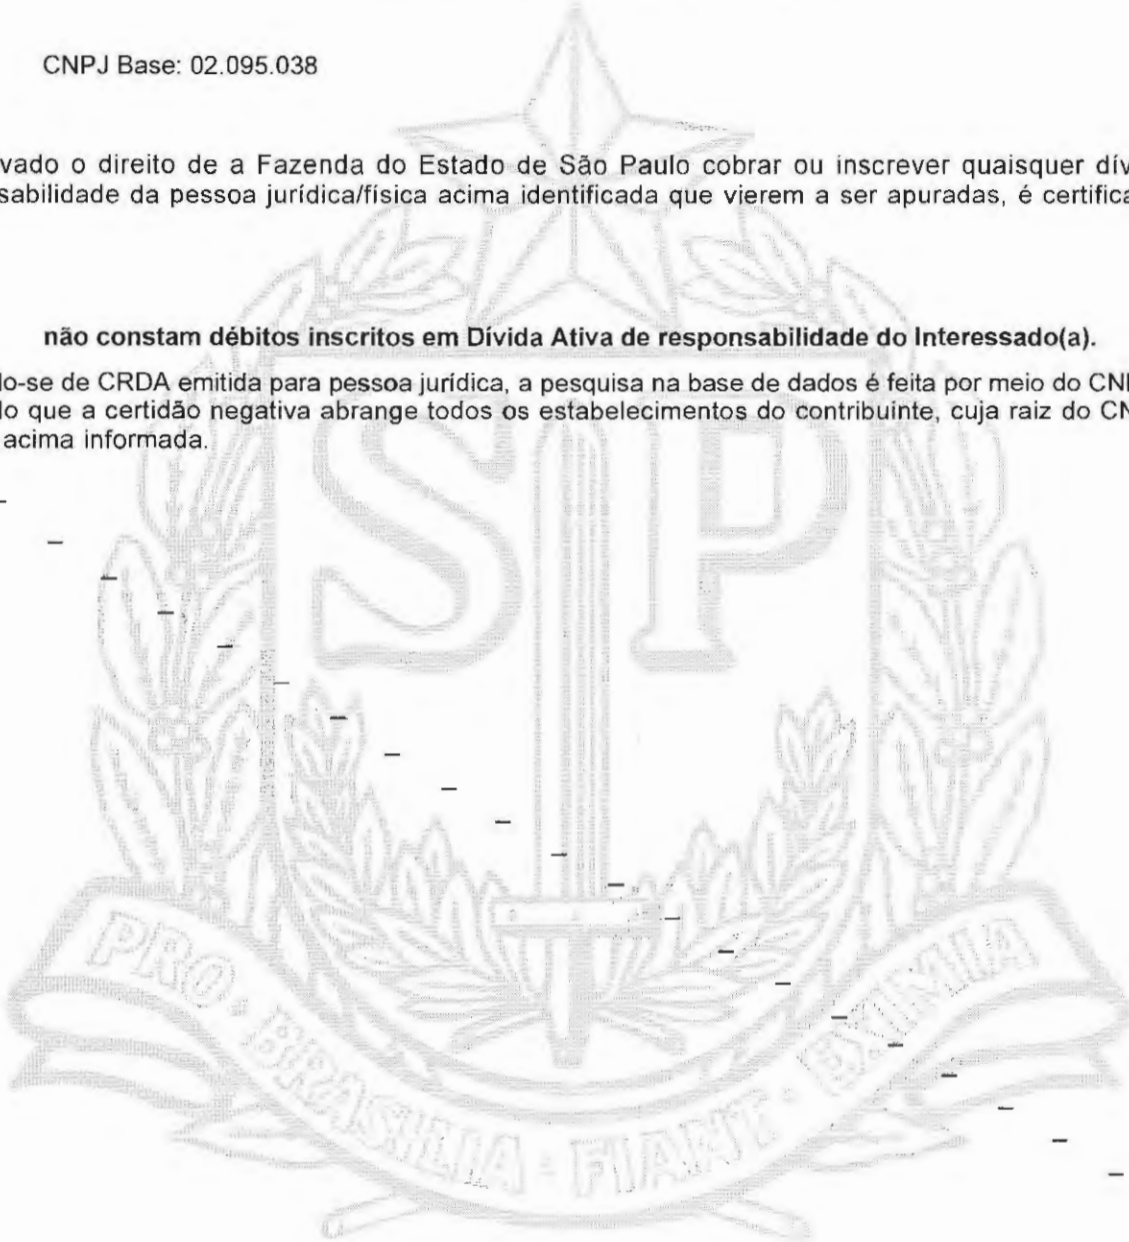 CNPJ Base: 02.095.038
vado o direito de a Fazenda do Estado de São Paulo cobrar ou inscrever quaisquer dív
sabilidade da pessoa jurídica/física acima identificada que vierem a ser apuradas, é certifica
não constam débitos inscritos em Dívida Ativa de responsabilidade do Interessado(a).
do-se de CRDA emitida para pessoa jurídica, a pesquisa na base de dados é feita por meio do CNI
do que a certidão negativa abrange todos os estabelecimentos do contribuinte, cuja raiz do CN
acima informada.
SP
PRO · BRASILIA · FIANT · EXIMIA